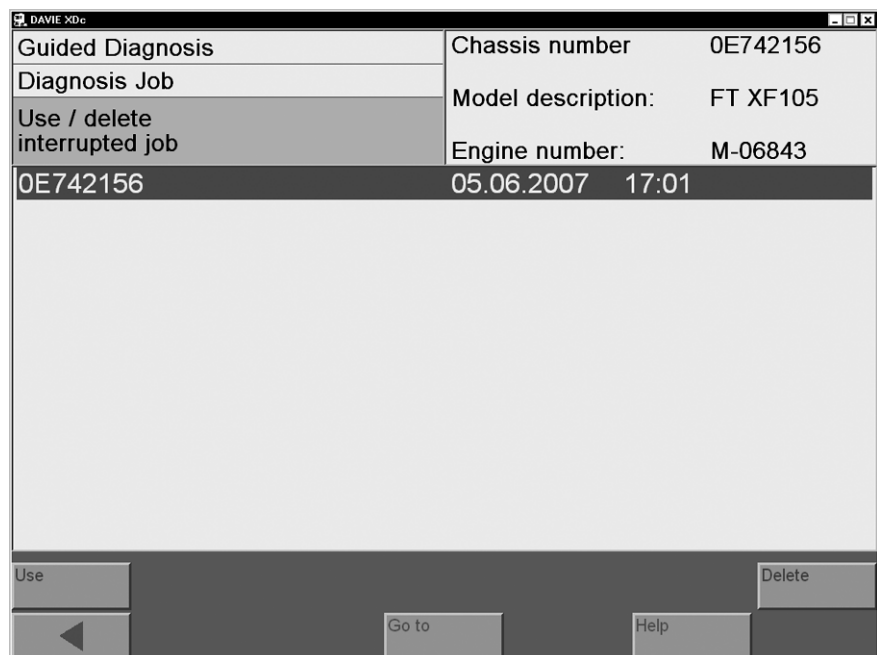 DAVIE XDc
Guided Diagnosis
Diagnosis Job
Use / delete
interrupted job
Chassis number 0E742156
Model description: FT XF105
Engine number: M-06843
0E742156 05.06.2007 17:01
Use
Delete
Go to
Help